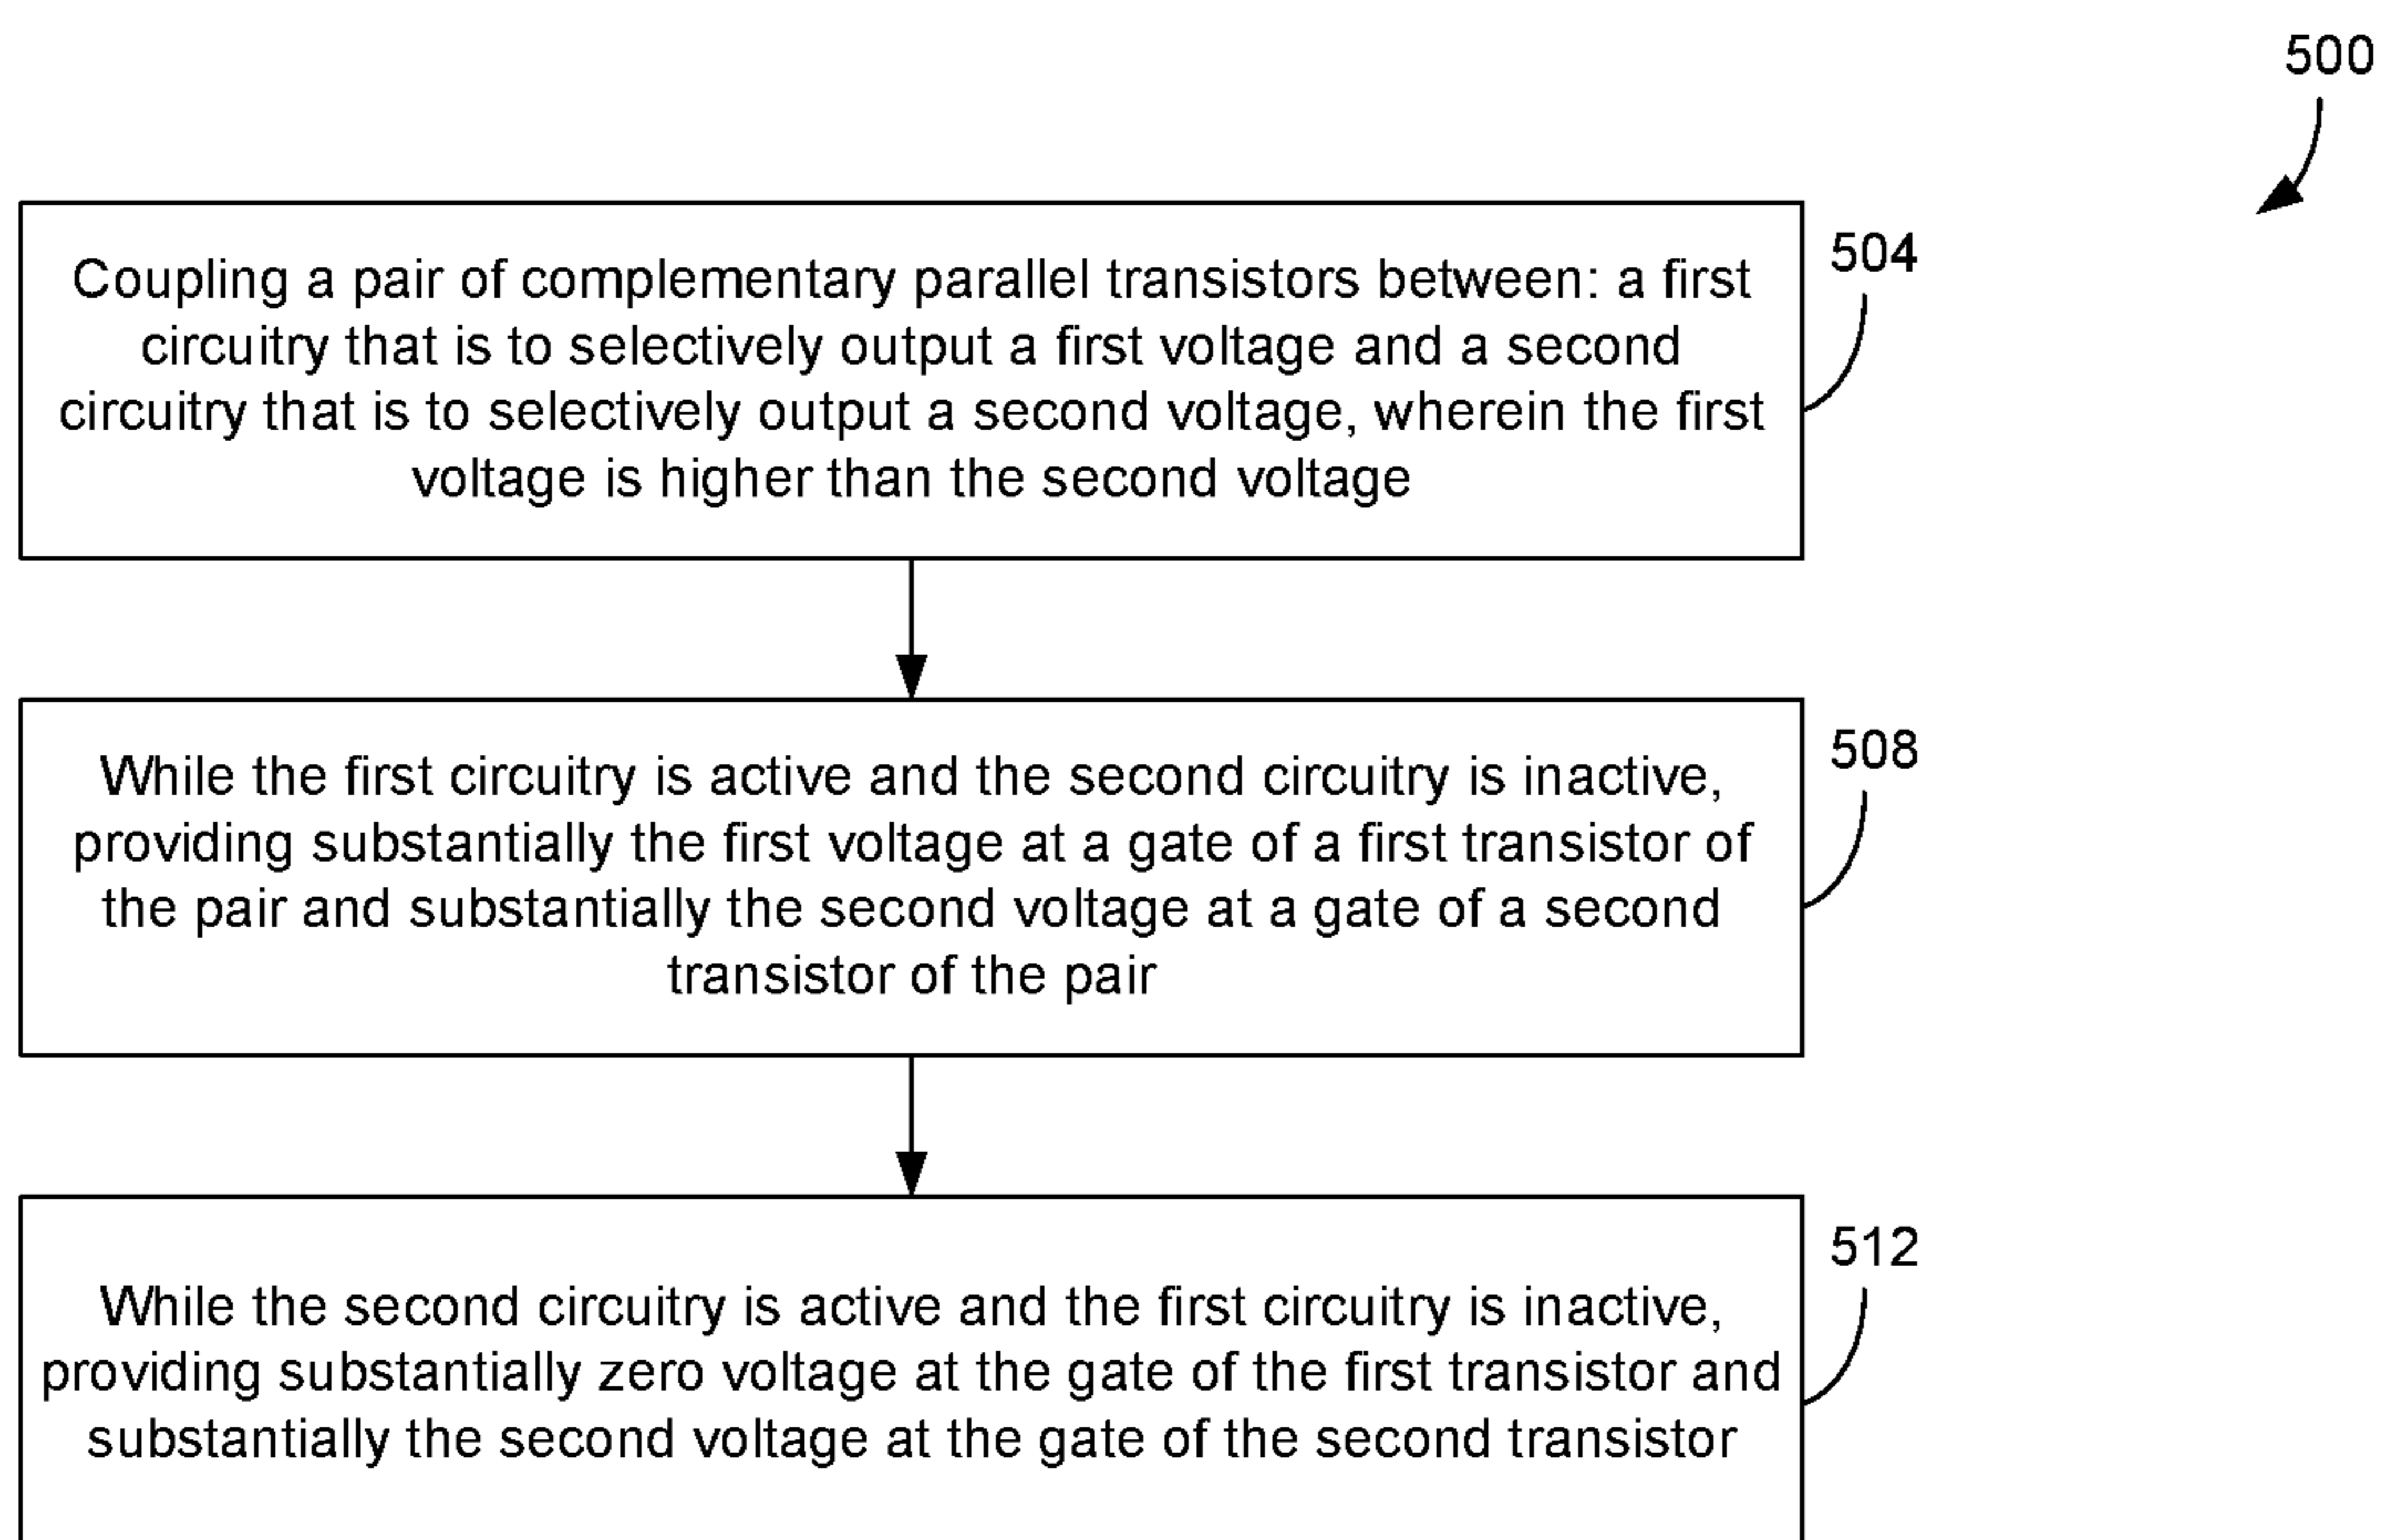 500
504
Coupling a pair of complementary parallel transistors between: a first
circuitry that is to selectively output a first voltage and a second
circuitry that is to selectively output a second voltage, wherein the first
voltage is higher than the second voltage
508
While the first circuitry is active and the second circuitry is inactive,
providing substantially the first voltage at a gate of a first transistor of
the pair and substantially the second voltage at a gate of a second
transistor of the pair
512
While the second circuitry is active and the first circuitry is inactive,
providing substantially zero voltage at the gate of the first transistor and
substantially the second voltage at the gate of the second transistor